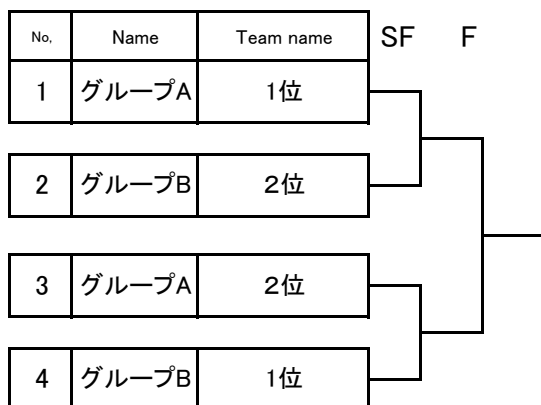 No, Name Team name SF F
1 グループA 1位
2 グループB 2位
3 グループA 2位
4 グループB 1位